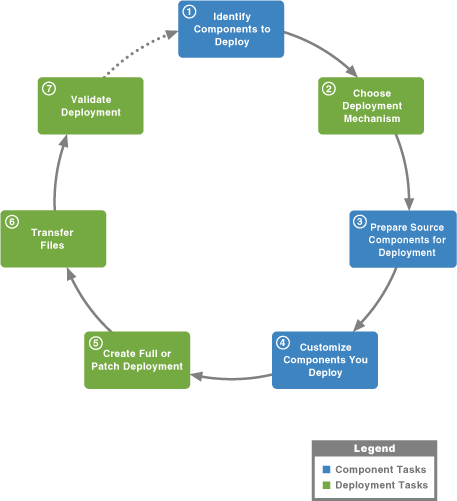 1
Identify
Components to
Deploy
2
Choose
Deployment
Mechanism
3
Prepare Source
Components for
Deployment
4
Customize
Components You
Deploy
5
Create Full or
Patch Deployment
6
Transfer
Files
7
Validate
Deployment
Legend
Component Tasks
Deployment Tasks